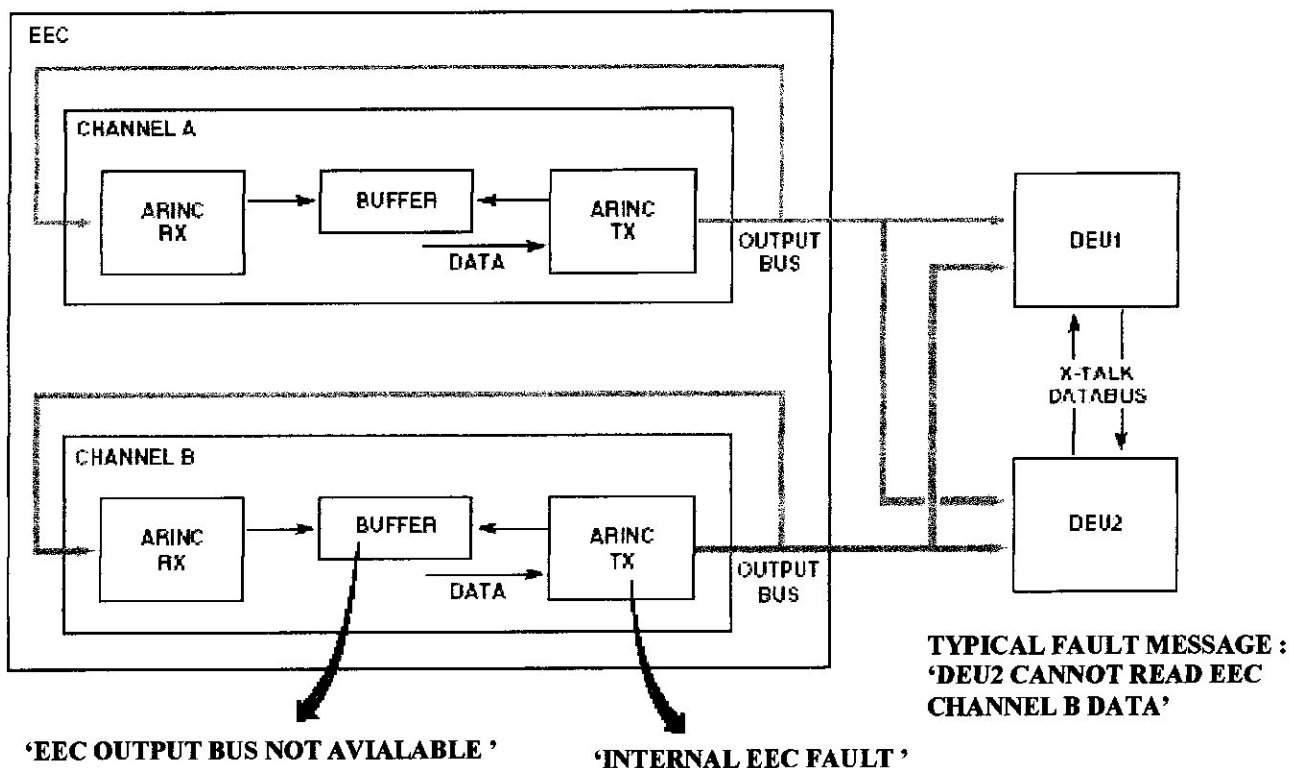 EEC
CHANNEL A
ARINC
RX
BUFFER
DATA
ARINC
TX
OUTPUT
BUS
DEU1
X-TALK
DATABUS
CHANNEL B
ARINC
RX
BUFFER
DATA
ARINC
TX
OUTPUT
BUS
DEU2
TYPICAL FAULT MESSAGE :
‘DEU2 CANNOT READ EEC
CHANNEL B DATA’
‘EEC OUTPUT BUS NOT AVIALABLE ’
‘INTERNAL EEC FAULT ’